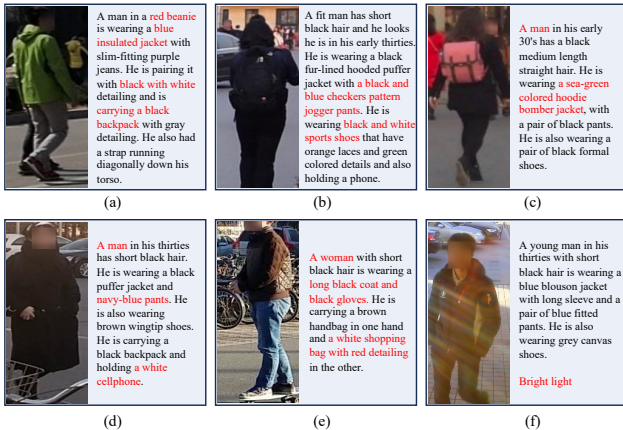 A man in a red beanie
is wearing a blue
insulated jacket with
slim-fitting purple
jeans. He is pairing it
with black with white
detailing and is
carrying a black
backpack with gray
detailing. He also had
a strap running
diagonally down his
torso.
(a)
A fit man has short
black hair and he looks
he is in his early thirties.
He is wearing a black
fur-lined hooded puffer
jacket with a black and
blue checkers pattern
jogger pants. He is
wearing black and white
sports shoes that have
orange laces and green
colored details and also
holding a phone.
(b)
A man in his early
30's has a black
medium length
straight hair. He is
wearing a sea-green
colored hoodie
bomber jacket, with
a pair of black pants.
He is also wearing a
pair of black formal
shoes.
(c)
A man in his thirties
has short black hair.
He is wearing a black
puffer jacket and
navy-blue pants. He
is also wearing
brown wingtip shoes.
He is carrying a
black backpack and
holding a white
cellphone.
(d)
A woman with short
black hair is wearing a
long black coat and
black gloves. He is
carrying a brown
handbag in one hand
and a white shopping
bag with red detailing
in the other.
(e)
A young man in his
thirties with short
black hair is wearing a
blue blouson jacket
with long sleeve and a
pair of blue fitted
pants. He is also
wearing grey canvas
shoes.
Bright light
(f)